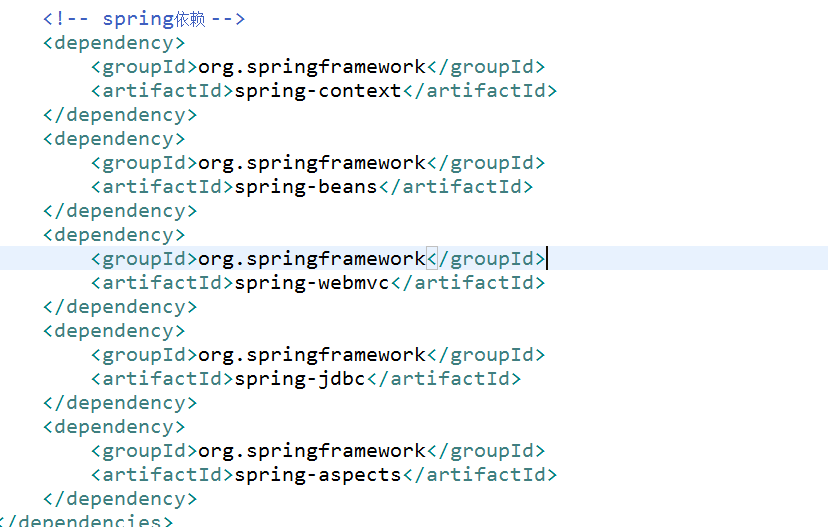 <!-- spring依赖 -->
<dependency>
<groupId>org.springframework</groupId>
<artifactId>spring-context</artifactId>
</dependency>
<dependency>
<groupId>org.springframework</groupId>
<artifactId>spring-beans</artifactId>
</dependency>
<dependency>
<groupId>org.springframework</groupId>
<artifactId>spring-webmvc</artifactId>
</dependency>
<dependency>
<groupId>org.springframework</groupId>
<artifactId>spring-jdbc</artifactId>
</dependency>
<dependency>
<groupId>org.springframework</groupId>
<artifactId>spring-aspects</artifactId>
</dependency>
</dependencies>